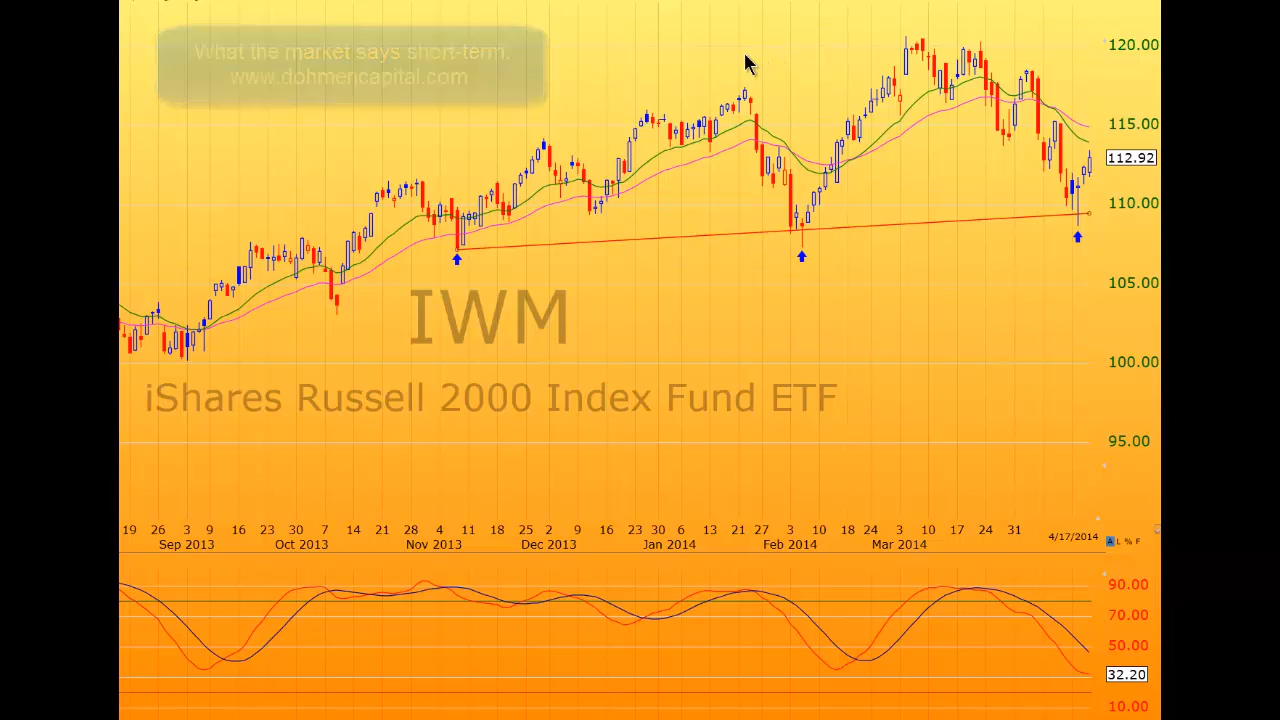 What the market says short-term.
www.dohmencapital.com
120.00
115.00
112.92
110.00
105.00
100.00
95.00
IWM
iShares Russell 2000 Index Fund ETF
19 26 3 9 16 23 30 7 14 21 28 4 11 18 25 2 9 16 23 30 6 13 21 27 3 10 18 24 3 10 17 24 31
Sep 2013 Oct 2013 Nov 2013 Dec 2013 Jan 2014 Feb 2014 Mar 2014 4/17/2014
A L % F
90.00
70.00
50.00
32.20
10.00